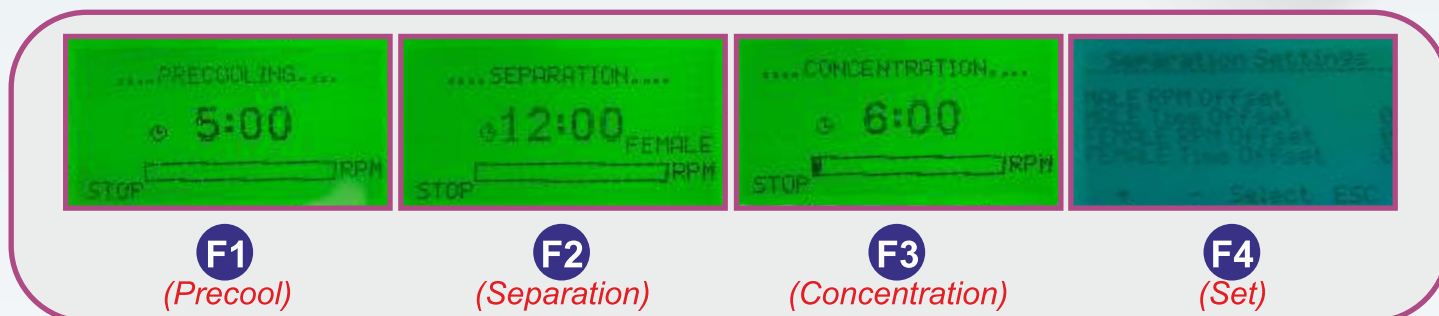 ....PRECOOLING....
5:00
RPM
STOP
....SEPARATION....
12:00
FEMALE
RPM
STOP
....CONCENTRATION....
6:00
RPM
STOP
Separation Settings
MALE RPM Offset
MALE Time Offset
FEMALE RPM Offset
FEMALE Time Offset
+ - Select ESC
F1
(Precool)
F2
(Separation)
F3
(Concentration)
F4
(Set)